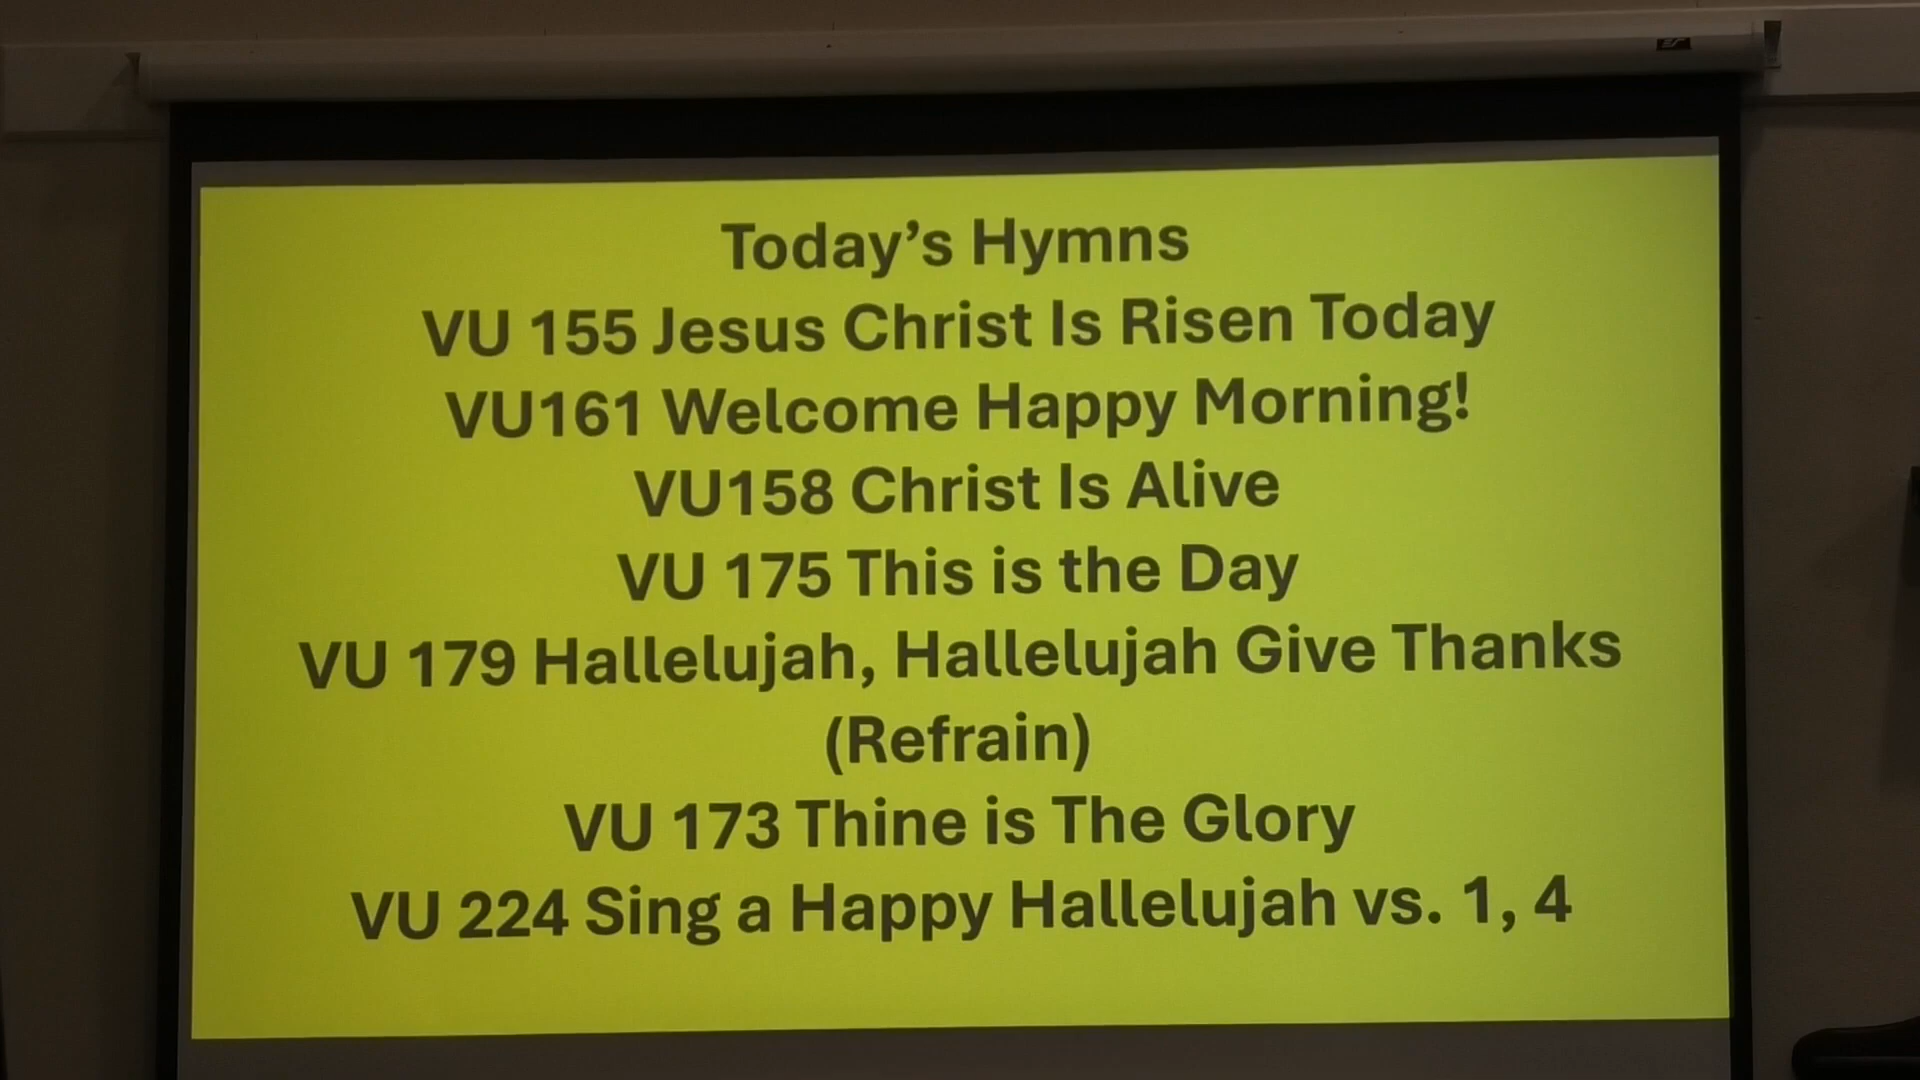 Today’s Hymns
VU 155 Jesus Christ Is Risen Today
VU161 Welcome Happy Morning!
VU158 Christ Is Alive
VU 175 This is the Day
VU 179 Hallelujah, Hallelujah Give Thanks
(Refrain)
VU 173 Thine is The Glory
VU 224 Sing a Happy Hallelujah vs. 1, 4